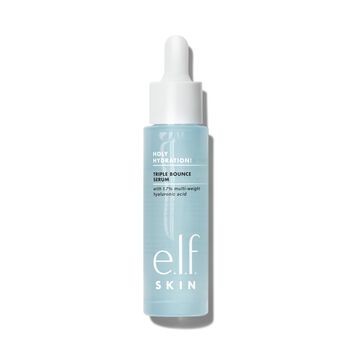 HOLY
HYDRATION!
TRIPLE BOUNCE
SERUM
with 1.7% multi-weight
hyaluronic acid
e.l.f.
SKIN